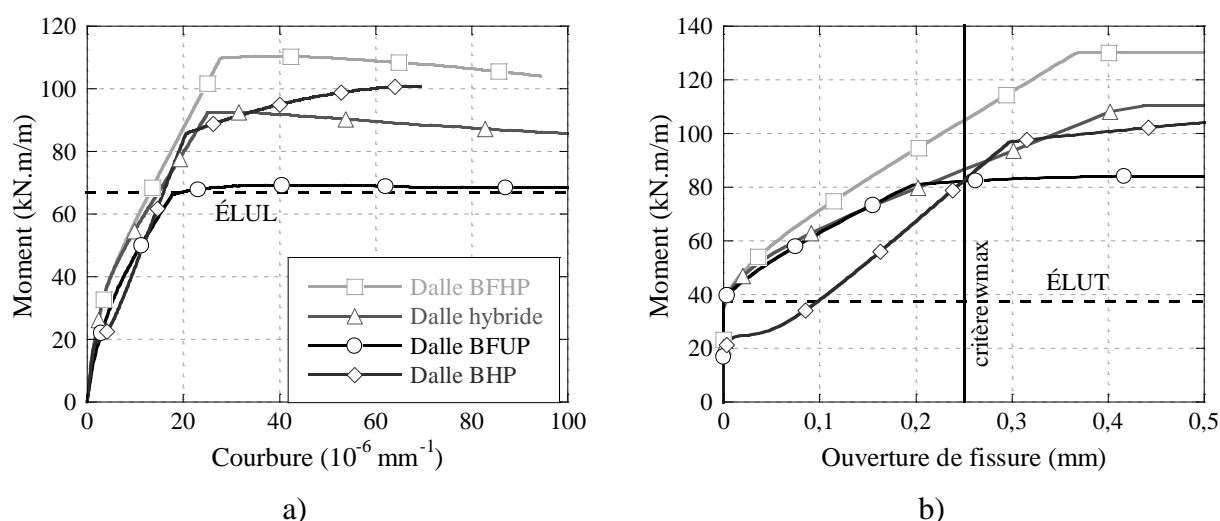 120
100
80
60
40
20
0
Moment (kN.m/m)
ÉLUL
Dalle BFHP
Dalle hybride
Dalle BFUP
Dalle BHP
0 20 40 60 80 100
Courbure (10⁻⁶ mm⁻¹)
a)
140
120
100
80
60
40
20
0
Moment (kN.m/m)
ÉLUT
critère wmax
0 0,1 0,2 0,3 0,4 0,5
Ouverture de fissure (mm)
b)